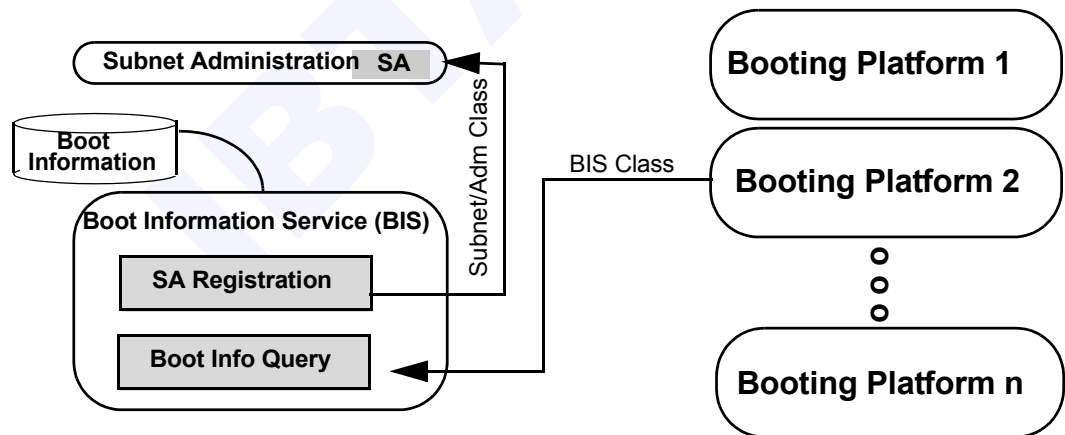 Subnet Administration SA
Boot
Information
Boot Information Service (BIS)
SA Registration
Boot Info Query
Subnet/Adm Class
BIS Class
Booting Platform 1
Booting Platform 2
o
o
o
Booting Platform n